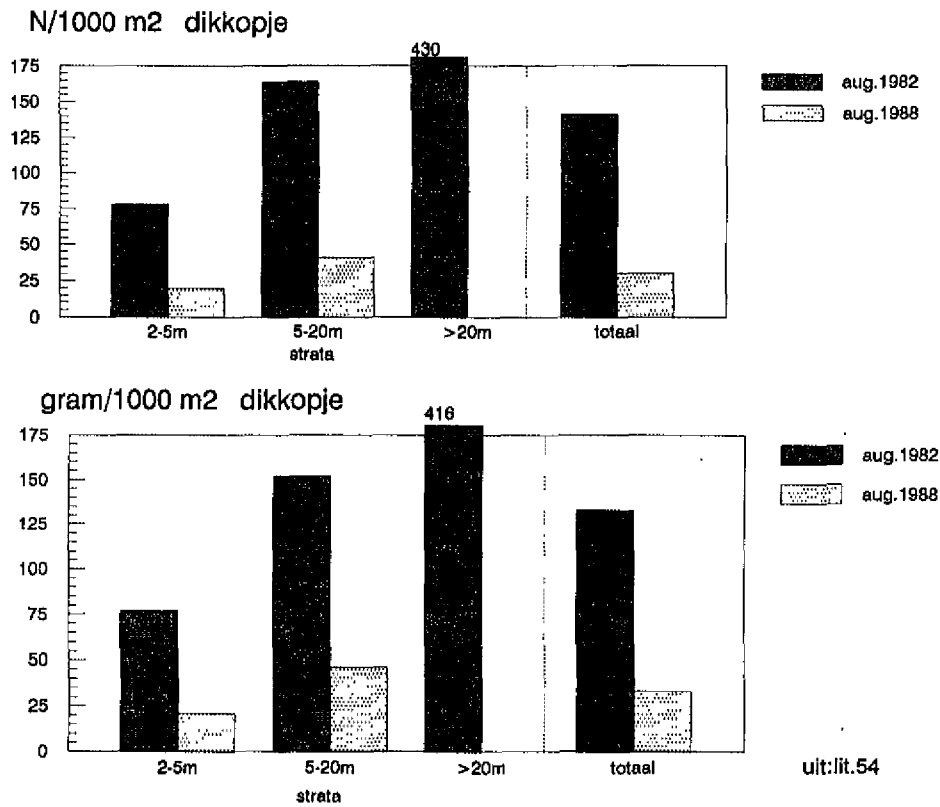 N/1000 m2 dikkopje
430
175
150
125
100
75
50
25
0
2-5m 5-20m >20m totaal
strata
aug.1982
aug.1988
gram/1000 m2 dikkopje
416
175
150
125
100
75
50
25
0
2-5m 5-20m >20m totaal
strata
aug.1982
aug.1988
uit:lit.54